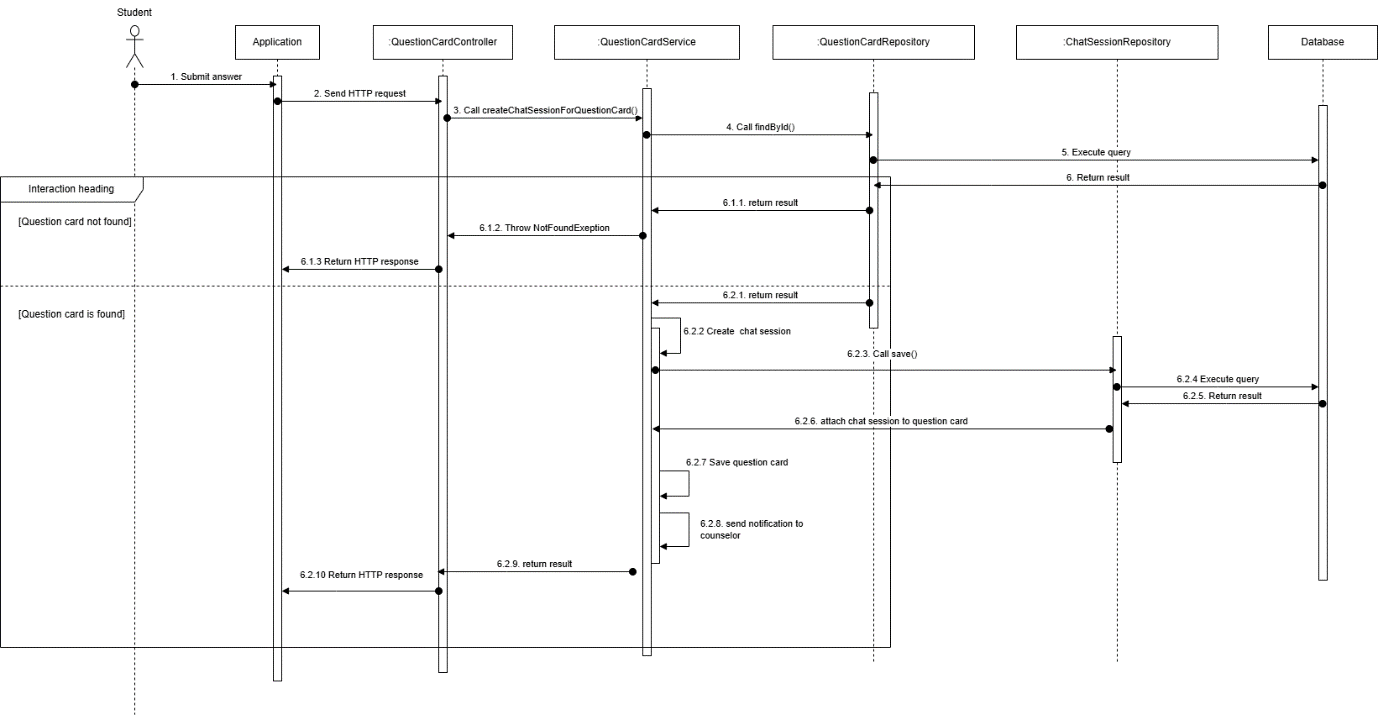 Student
Application
:QuestionCardController
:QuestionCardService
:QuestionCardRepository
:ChatSessionRepository
Database
1. Submit answer
2. Send HTTP request
3. Call createChatSessionForQuestionCard()
4. Call findById()
5. Execute query
6. Return result
Interaction heading
[Question card not found]
6.1.1. return result
6.1.2. Throw NotFoundExeption
6.1.3 Return HTTP response
6.2.1. return result
[Question card is found]
6.2.2 Create chat session
6.2.3. Call save()
6.2.4 Execute query
6.2.5. Return result
6.2.6. attach chat session to question card
6.2.7 Save question card
6.2.8. send notification to
counselor
6.2.9. return result
6.2.10 Return HTTP response